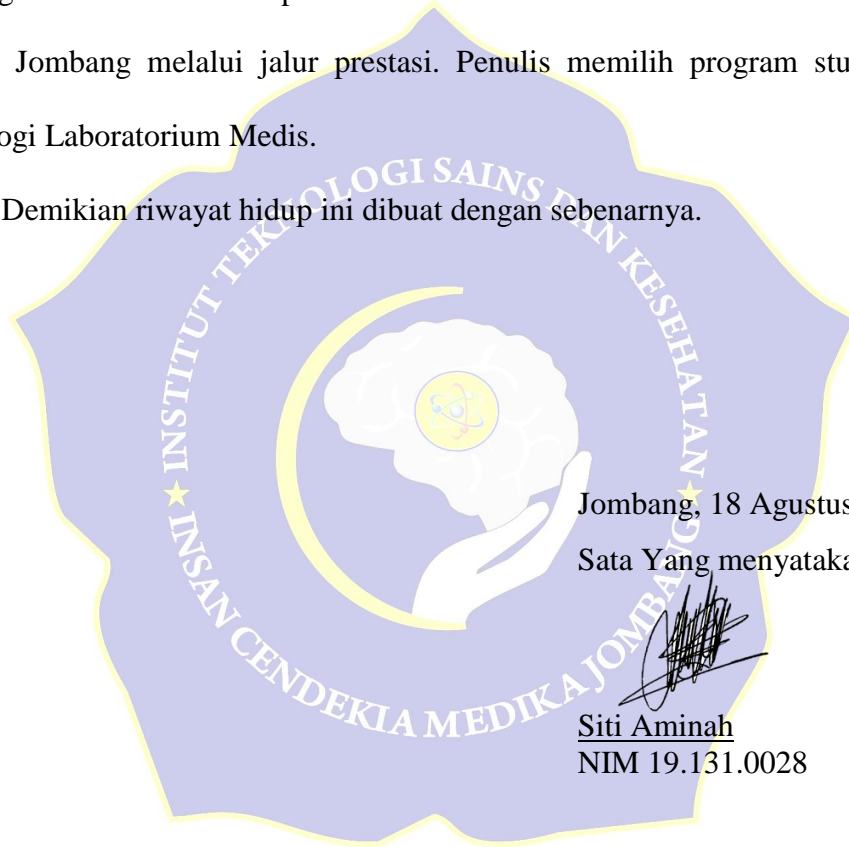 Jombang melalui jalur prestasi. Penulis memilih program stu
ogi Laboratorium Medis.
Demikian riwayat hidup ini dibuat dengan sebenarnya.
INSTITUT TEKNOLOGI SAINS DAN KESEHATAN
INSAN CENDEKIA MEDIKA JOMBANG
Jombang, 18 Agustus
Sata Yang menyataka
Siti Aminah
NIM 19.131.0028